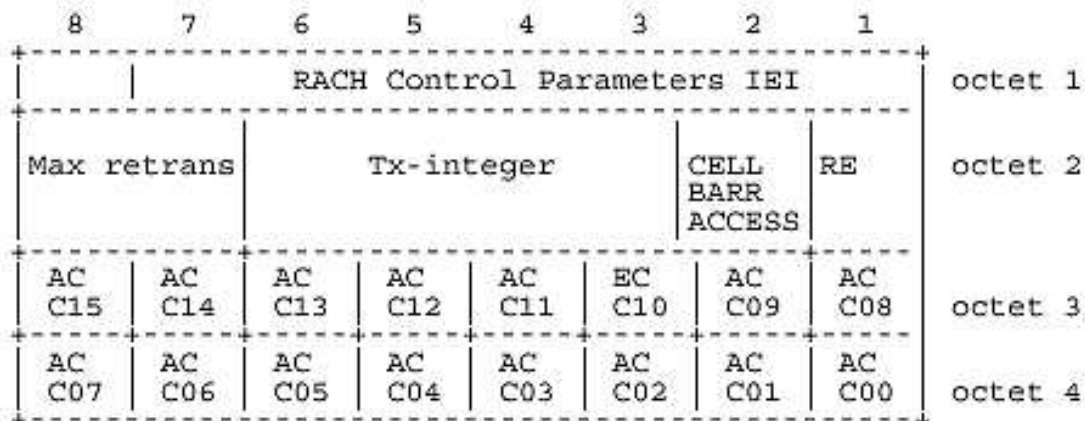 8 7 6 5 4 3 2 1
RACH Control Parameters IEI octet 1
Max retrans Tx-integer CELL RE octet 2
BARR
ACCESS
AC AC AC AC AC EC AC AC
C15 C14 C13 C12 C11 C10 C09 C08 octet 3
AC AC AC AC AC EC AC AC
C07 C06 C05 C04 C03 C02 C01 C00 octet 4